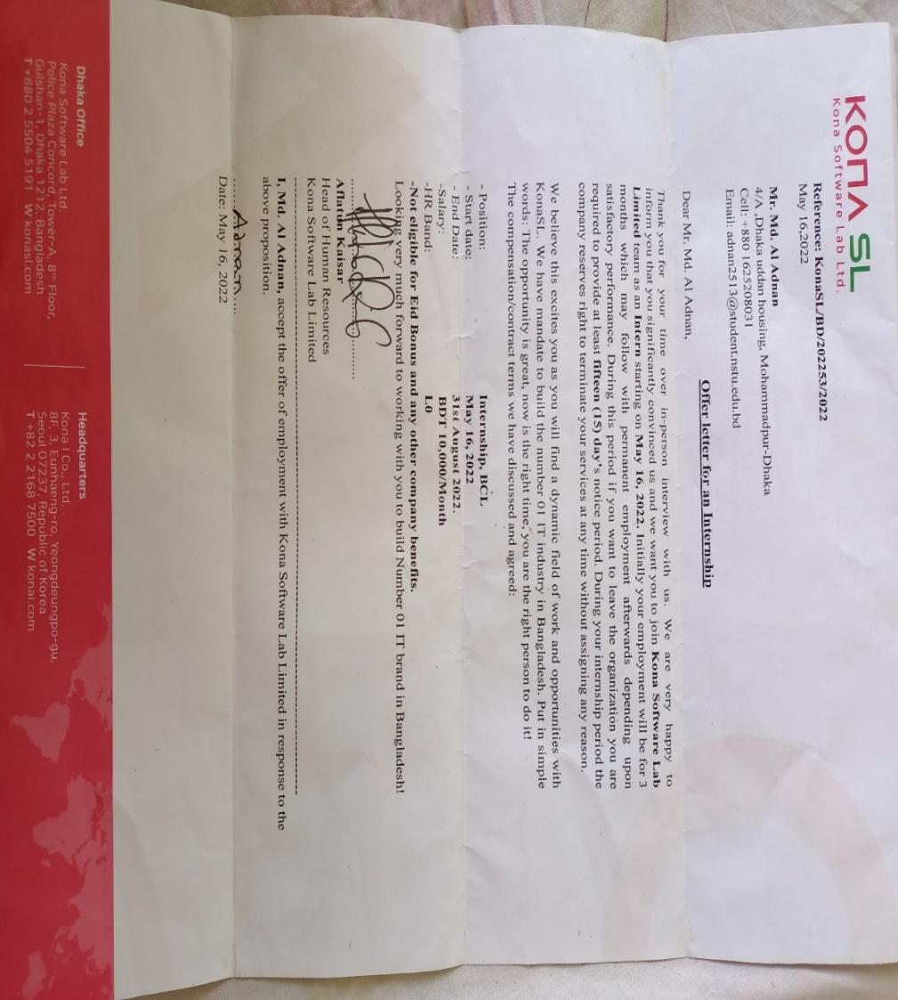 KONA SL
Kona Software Lab Ltd.
Reference: KonaSL/BD/202253/2022
May 16,2022
Mr. Md. Al Adnan
4/A ,Dhaka uddan housing, Mohammadpur-Dhaka
Cell: +880 1625208031
Email: adnan2513@student.nstu.edu.bd
Offer letter for an Internship
Dear Mr. Md. Al Adnan,
Thank you for your time over in-person interview with us. We are very happy to
inform you that you significantly convinced us and we want you to join Kona Software Lab
Limited team as an Intern starting on May 16, 2022. Initially your employment will be for 3
months which may follow with permanent employment afterwards depending upon
satisfactory performance. During this period if you want to leave the organization you are
required to provide at least fifteen (15) day's notice period. During your internship period the
company reserves right to terminate your services at any time without assigning any reason.
We believe this excites you as you will find a dynamic field of work and opportunities with
KonaSL. We have mandate to build the number 01 IT industry in Bangladesh. Put in simple
words: The opportunity is great, now is the right time, you are the right person to do it!
The compensation/contract terms we have discussed and agreed:
- Position: Internship, BCL
- Start date: May 16, 2022
- End Date: 31st August 2022.
-Salary: BDT 10,000/Month
-HR Band: L0
-Not eligible for Eid Bonus and any other company benefits.
Looking very much forward to working with you to build Number 01 IT brand in Bangladesh!
Aflatun Kaisar
Head of Human Resources
Kona Software Lab Limited
I, Md. Al Adnan, accept the offer of employment with Kona Software Lab Limited in response to the
above proposition.
Adnan
Date: May 16, 2022
Dhaka Office
Kona Software Lab Ltd.
Police Plaza Concord, Tower-A, 8th Floor,
Gulshan-1, Dhaka 1212, Bangladesh
T +880 2 5504 5191 W konasl.com
Headquarters
Kona I Co., Ltd.
8F, 3, Eunhaeng-ro, Yeongdeungpo-gu,
Seoul 07237, Republic of Korea
T +82 2 2168 7500 W konai.com